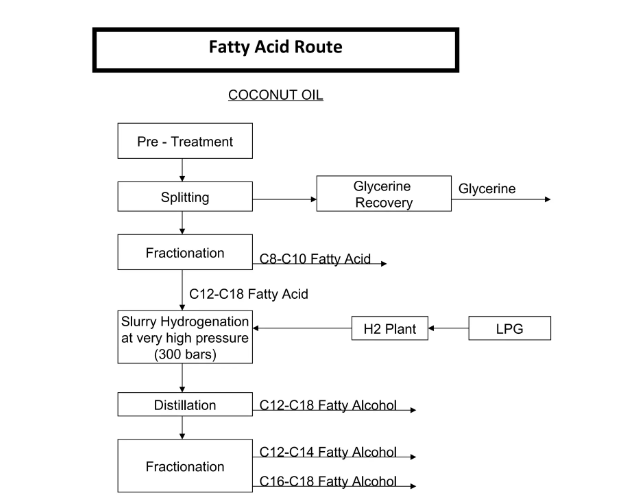 Fatty Acid Route
COCONUT OIL
Pre - Treatment
Splitting
Glycerine
Recovery
Glycerine
Fractionation
C8-C10 Fatty Acid
C12-C18 Fatty Acid
Slurry Hydrogenation
at very high pressure
(300 bars)
H2 Plant
LPG
Distillation
C12-C18 Fatty Alcohol
Fractionation
C12-C14 Fatty Alcohol
C16-C18 Fatty Alcohol